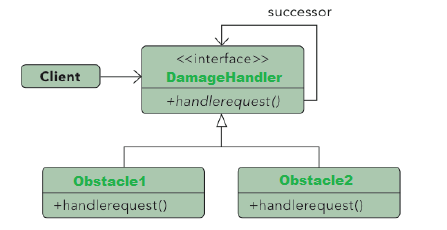 successor
<<interface>>
Client
DamageHandler
+handlerequest()
Obstacle1
Obstacle2
+handlerequest()
+handlerequest()